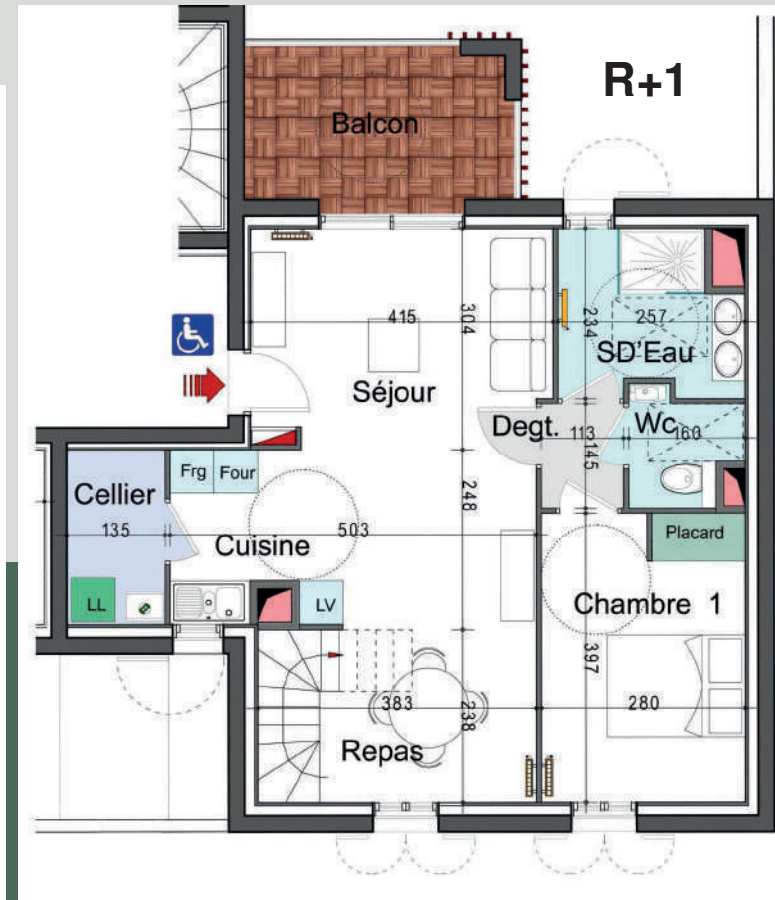 R+1
Balcon
415
304
234
257
SD'Eau
Séjour
Degt.
Wc
113
160
145
Frg
Four
Cellier
248
135
Cuisine
503
Placard
LL
LV
Chambre 1
397
383
238
280
Repas